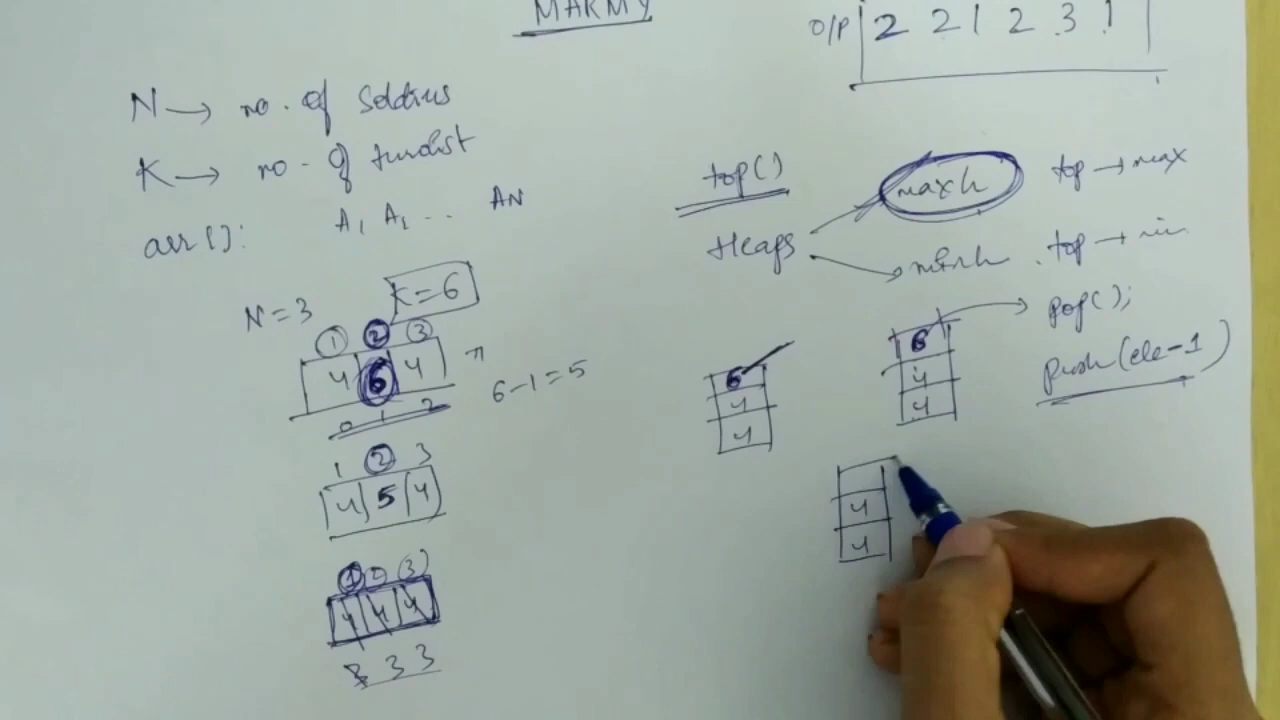 MARMY
O/P 2 2 1 2 3 1
N → no. of Soldiers
K → no. of turdist
arr[]: A1 A2 ... AN
top()
Heaps
maxh top → max
minh top → min
N = 3
K = 6
1 2 3
4 6 4
0 1 2
6-1=5
1 2 3
4 5 4
1 2 3
4 4 4
3 3 3
6
4
4
6
4
4
pop();
push(ele-1)
4
4